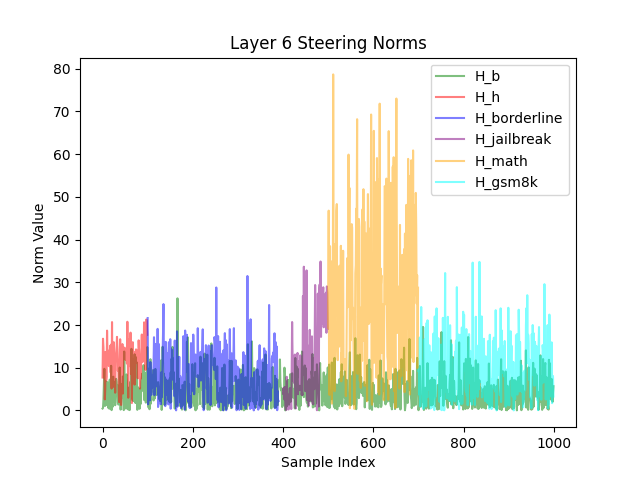 Layer 6 Steering Norms
80
70
60
50
40
30
20
10
0
Norm Value
H_b
H_h
H_borderline
H_jailbreak
H_math
H_gsm8k
0
200
400
600
800
1000
Sample Index